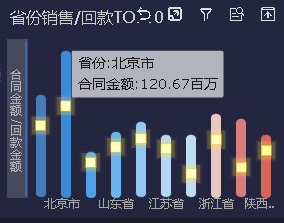 省份销售/回款TO 0
省份:北京市
合同金额:120.67百万
合同金额/回款金额
北京市
山东省
江苏省
浙江省
陕西..